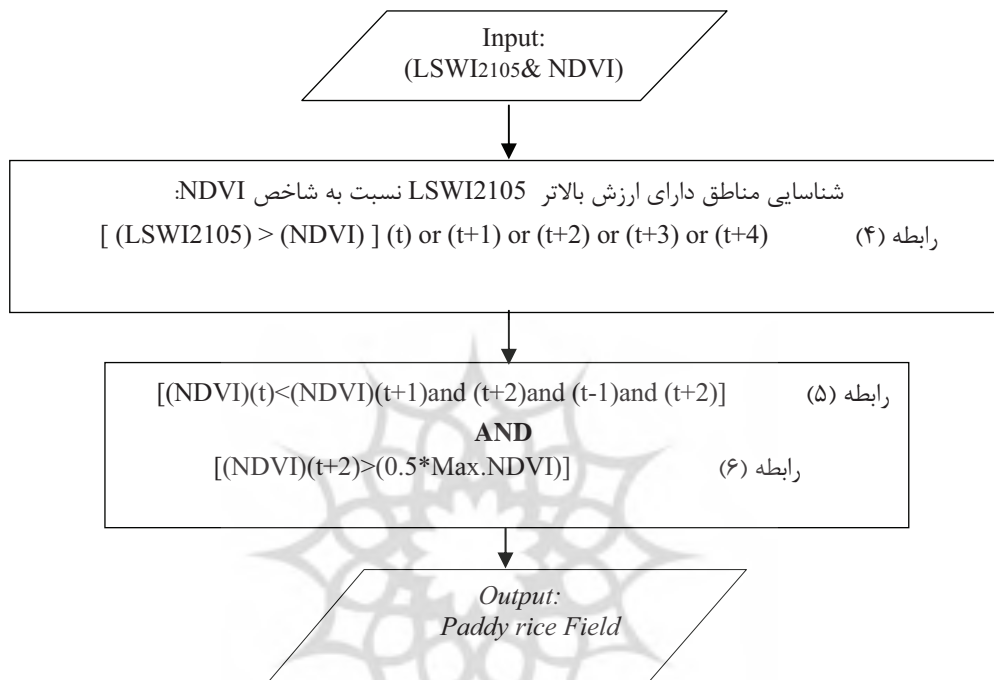 Input:
(LSWI2105& NDVI)
شناسایی مناطق دارای ارزش بالاتر LSWI2105 نسبت به شاخص NDVI:
[ (LSWI2105) > (NDVI) ] (t) or (t+1) or (t+2) or (t+3) or (t+4) رابطه (۴)
[(NDVI)(t)<(NDVI)(t+1)and (t+2)and (t-1)and (t+2)] رابطه (۵)
AND
[(NDVI)(t+2)>(0.5*Max.NDVI)] رابطه (۶)
Output:
Paddy rice Field